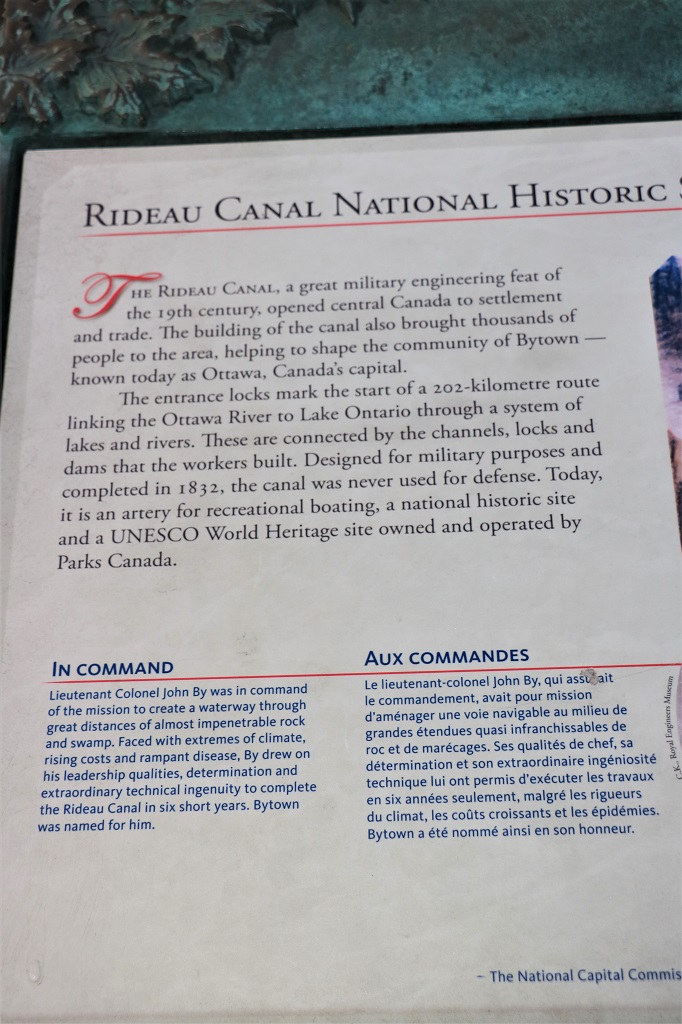 RIDEAU CANAL NATIONAL HISTORIC
THE RIDEAU CANAL, a great military engineering feat of
the 19th century, opened central Canada to settlement
and trade. The building of the canal also brought thousands of
people to the area, helping to shape the community of Bytown —
known today as Ottawa, Canada's capital.
The entrance locks mark the start of a 202-kilometre route
linking the Ottawa River to Lake Ontario through a system of
lakes and rivers. These are connected by the channels, locks and
dams that the workers built. Designed for military purposes and
completed in 1832, the canal was never used for defense. Today,
it is an artery for recreational boating, a national historic site
and a UNESCO World Heritage site owned and operated by
Parks Canada.
IN COMMAND
Lieutenant Colonel John By was in command
of the mission to create a waterway through
great distances of almost impenetrable rock
and swamp. Faced with extremes of climate,
rising costs and rampant disease, By drew on
his leadership qualities, determination and
extraordinary technical ingenuity to complete
the Rideau Canal in six short years. Bytown
was named for him.
AUX COMMANDES
Le lieutenant-colonel John By, qui assurait
le commandement, avait pour mission
d'aménager une voie navigable au milieu de
grandes étendues quasi infranchissables de
roc et de marécages. Ses qualités de chef, sa
détermination et son extraordinaire ingéniosité
technique lui ont permis d'exécuter les travaux
en six années seulement, malgré les rigueurs
du climat, les coûts croissants et les épidémies.
Bytown a été nommé ainsi en son honneur.
C.K., Royal Engineers Museum
– The National Capital Commis